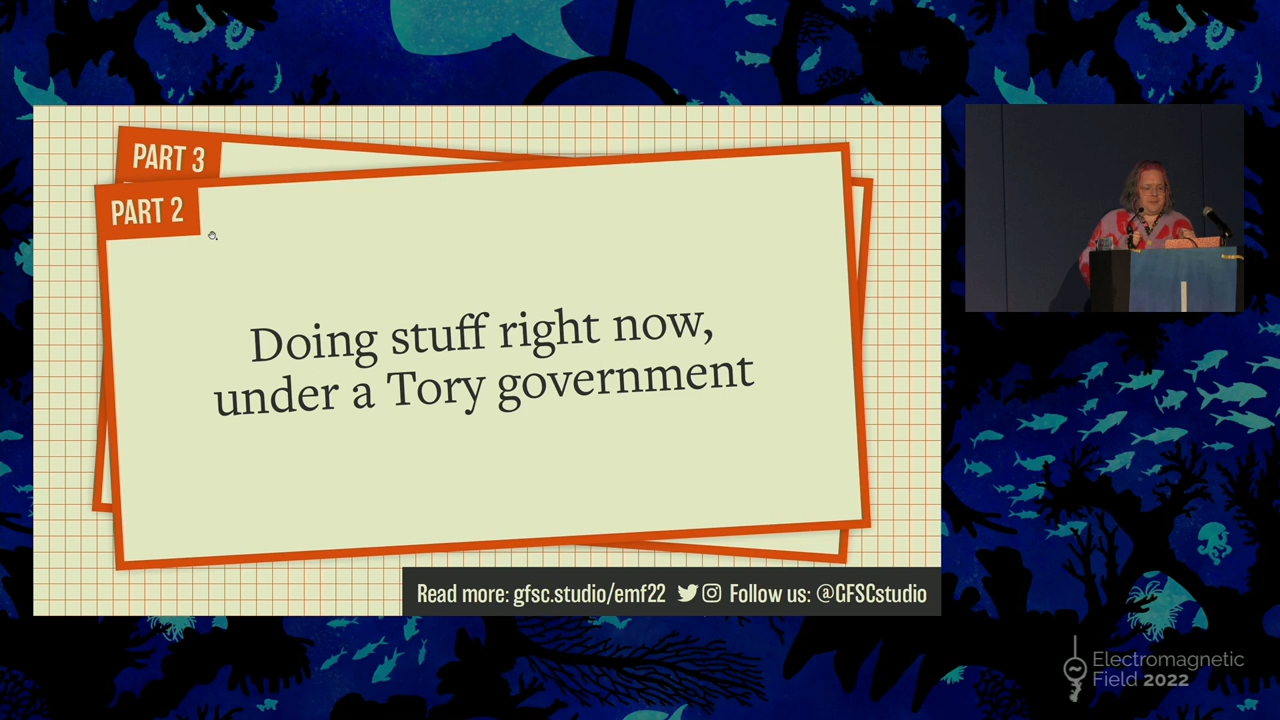 PART 3
PART 2
Doing stuff right now,
under a Tory government
Read more: gfsc.studio/emf22 Follow us: @GFSCstudio
Electromagnetic
Field 2022